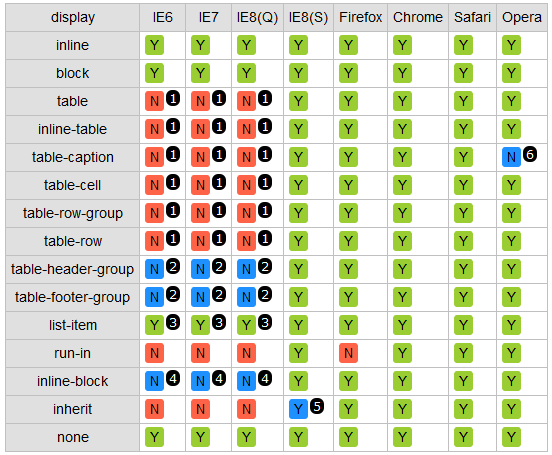 display IE6 IE7 IE8(Q) IE8(S) Firefox Chrome Safari Opera
inline Y Y Y Y Y Y Y Y
block Y Y Y Y Y Y Y Y
table N 1 N 1 N 1 Y Y Y Y Y
inline-table N 1 N 1 N 1 Y Y Y Y Y
table-caption N 1 N 1 N 1 Y Y Y Y N 6
table-cell N 1 N 1 N 1 Y Y Y Y Y
table-row-group N 1 N 1 N 1 Y Y Y Y Y
table-row N 1 N 1 N 1 Y Y Y Y Y
table-header-group N 2 N 2 N 2 Y Y Y Y Y
table-footer-group N 2 N 2 N 2 Y Y Y Y Y
list-item Y 3 Y 3 Y 3 Y Y Y Y Y
run-in N N N Y N Y Y Y
inline-block N 4 N 4 N 4 Y Y Y Y Y
inherit N N N Y 5 Y Y Y Y
none Y Y Y Y Y Y Y Y